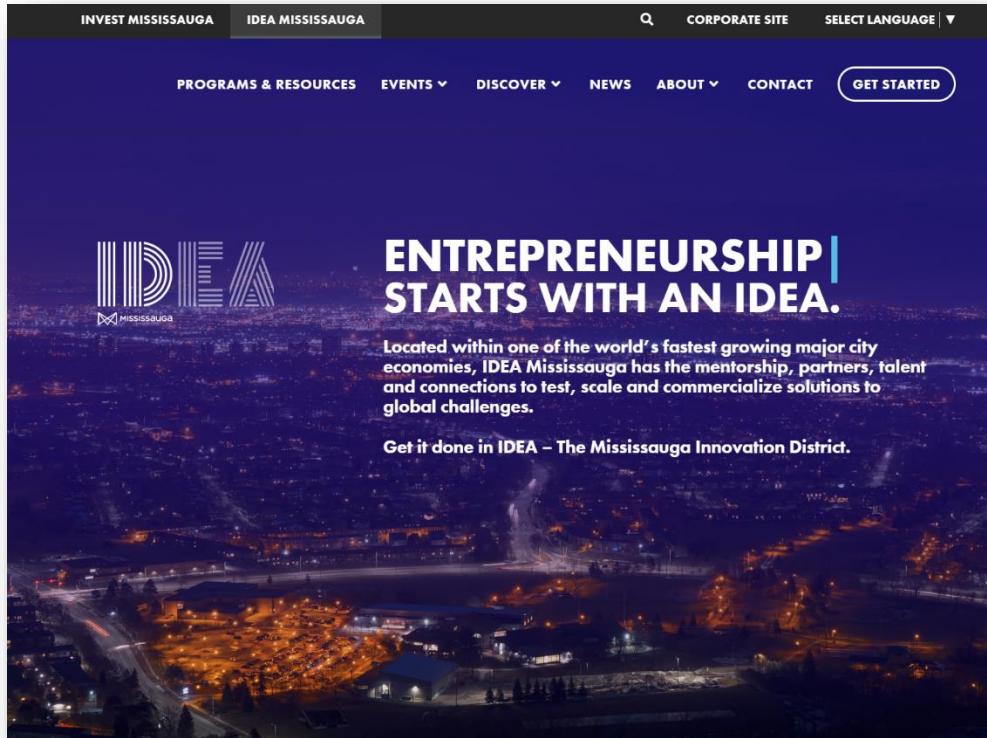 INVEST MISSISSAUGA
IDEA MISSISSAUGA
CORPORATE SITE
SELECT LANGUAGE ▼
PROGRAMS & RESOURCES
EVENTS
DISCOVER
NEWS
ABOUT
CONTACT
GET STARTED
IDEA
MISSISSAUGA
ENTREPRENEURSHIP
STARTS WITH AN IDEA.
Located within one of the world’s fastest growing major city
economies, IDEA Mississauga has the mentorship, partners, talent
and connections to test, scale and commercialize solutions to
global challenges.
Get it done in IDEA – The Mississauga Innovation District.